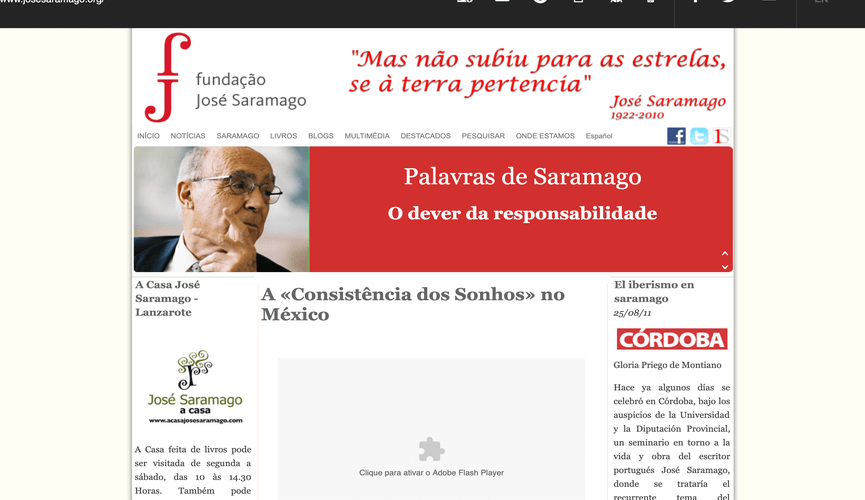 www.josesaramago.org/
EN
fundação
José Saramago
"Mas não subiu para as estrelas,
se à terra pertencia"
José Saramago
1922-2010
INÍCIO NOTÍCIAS SARAMAGO LIVROS BLOGS MULTIMÉDIA DESTACADOS PESQUISAR ONDE ESTAMOS Español
Palavras de Saramago
O dever da responsabilidade
A Casa José
Saramago -
Lanzarote
José Saramago
a casa
www.acasajosesaramago.com
A Casa feita de livros pode
ser visitada de segunda a
sábado, das 10 às 14.30
Horas. Também pode
A «Consistência dos Sonhos» no
México
Clique para ativar o Adobe Flash Player
El iberismo en
saramago
25/08/11
CÓRDOBA
Gloria Priego de Montiano
Hace ya algunos días se
celebró en Córdoba, bajo los
auspicios de la Universidad
y la Diputación Provincial,
un seminario en torno a la
vida y obra del escritor
portugués José Saramago,
donde se trataría el
recurrente tema del